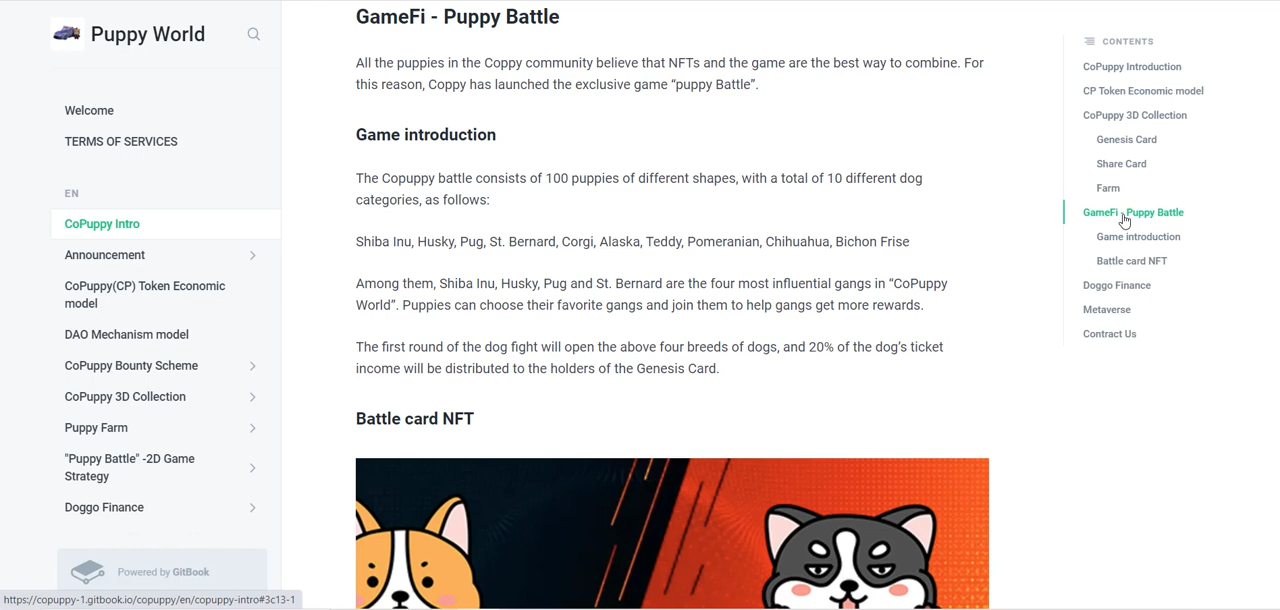 Puppy World
Welcome
TERMS OF SERVICES
EN
CoPuppy Intro
Announcement
CoPuppy(CP) Token Economic
model
DAO Mechanism model
CoPuppy Bounty Scheme
CoPuppy 3D Collection
Puppy Farm
"Puppy Battle" -2D Game
Strategy
Doggo Finance
Powered by GitBook
https://copuppy-1.gitbook.io/copuppy/en/copuppy-intro#3c13-1
GameFi - Puppy Battle
All the puppies in the Coppy community believe that NFTs and the game are the best way to combine. For
this reason, Coppy has launched the exclusive game “puppy Battle”.
Game introduction
The Copuppy battle consists of 100 puppies of different shapes, with a total of 10 different dog
categories, as follows:
Shiba Inu, Husky, Pug, St. Bernard, Corgi, Alaska, Teddy, Pomeranian, Chihuahua, Bichon Frise
Among them, Shiba Inu, Husky, Pug and St. Bernard are the four most influential gangs in “CoPuppy
World”. Puppies can choose their favorite gangs and join them to help gangs get more rewards.
The first round of the dog fight will open the above four breeds of dogs, and 20% of the dog’s ticket
income will be distributed to the holders of the Genesis Card.
Battle card NFT
CONTENTS
CoPuppy Introduction
CP Token Economic model
CoPuppy 3D Collection
Genesis Card
Share Card
Farm
GameFi - Puppy Battle
Game introduction
Battle card NFT
Doggo Finance
Metaverse
Contract Us